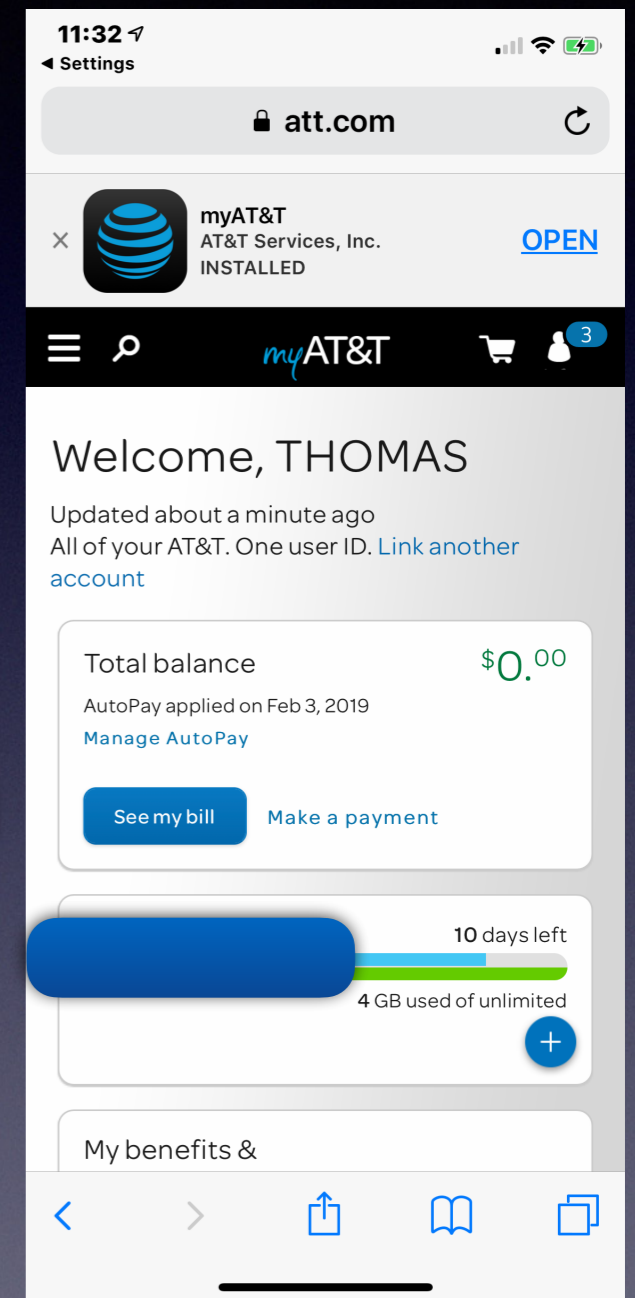 11:32
◀ Settings
att.com
myAT&T
AT&T Services, Inc.
INSTALLED
OPEN
myAT&T
3
Welcome, THOMAS
Updated about a minute ago
All of your AT&T. One user ID. Link another
account
Total balance
$0.00
AutoPay applied on Feb 3, 2019
Manage AutoPay
See my bill
Make a payment
10 days left
4 GB used of unlimited
My benefits &